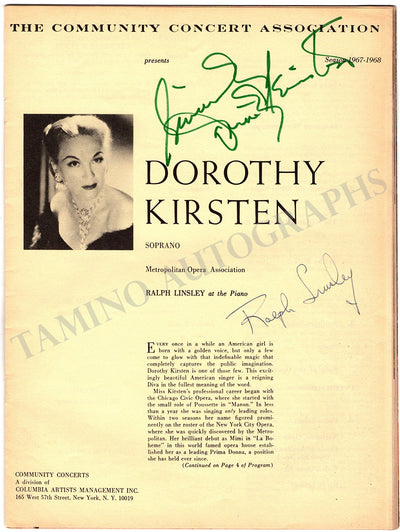 THE COMMUNITY CONCERT ASSOCIATION
presents
Season 1967-1968
Dorothy Kirsten
DOROTHY
KIRSTEN
SOPRANO
Metropolitan Opera Association
RALPH LINSLEY at the Piano
Ralph Linsley
EVERY once in a while an American girl is
born with a golden voice, but only a few
come to glow with that indefinable magic that
completely captures the public imagination.
Dorothy Kirsten is one of those few. This excit-
ingly beautiful American singer is a reigning
Diva in the fullest meaning of the word.
Miss Kirsten's professional career began with
the Chicago Civic Opera, where she started with
the small role of Poussette in "Manon." In less
than a year she was singing only leading roles.
Within two seasons her name figured promi-
nently on the roster of the New York City Opera,
where she was quickly discovered by the Metro-
politan. Her brilliant debut as Mimi in "La Bo-
heme" in this world famed opera house estab-
lished her as a leading Prima Donna, a position
she has held ever since.
(Continued on Page 4 of Program)
COMMUNITY CONCERTS
A division of
COLUMBIA ARTISTS MANAGEMENT INC.
165 West 57th Street, New York, N. Y. 10019
TAMINO AUTOGRAPHS